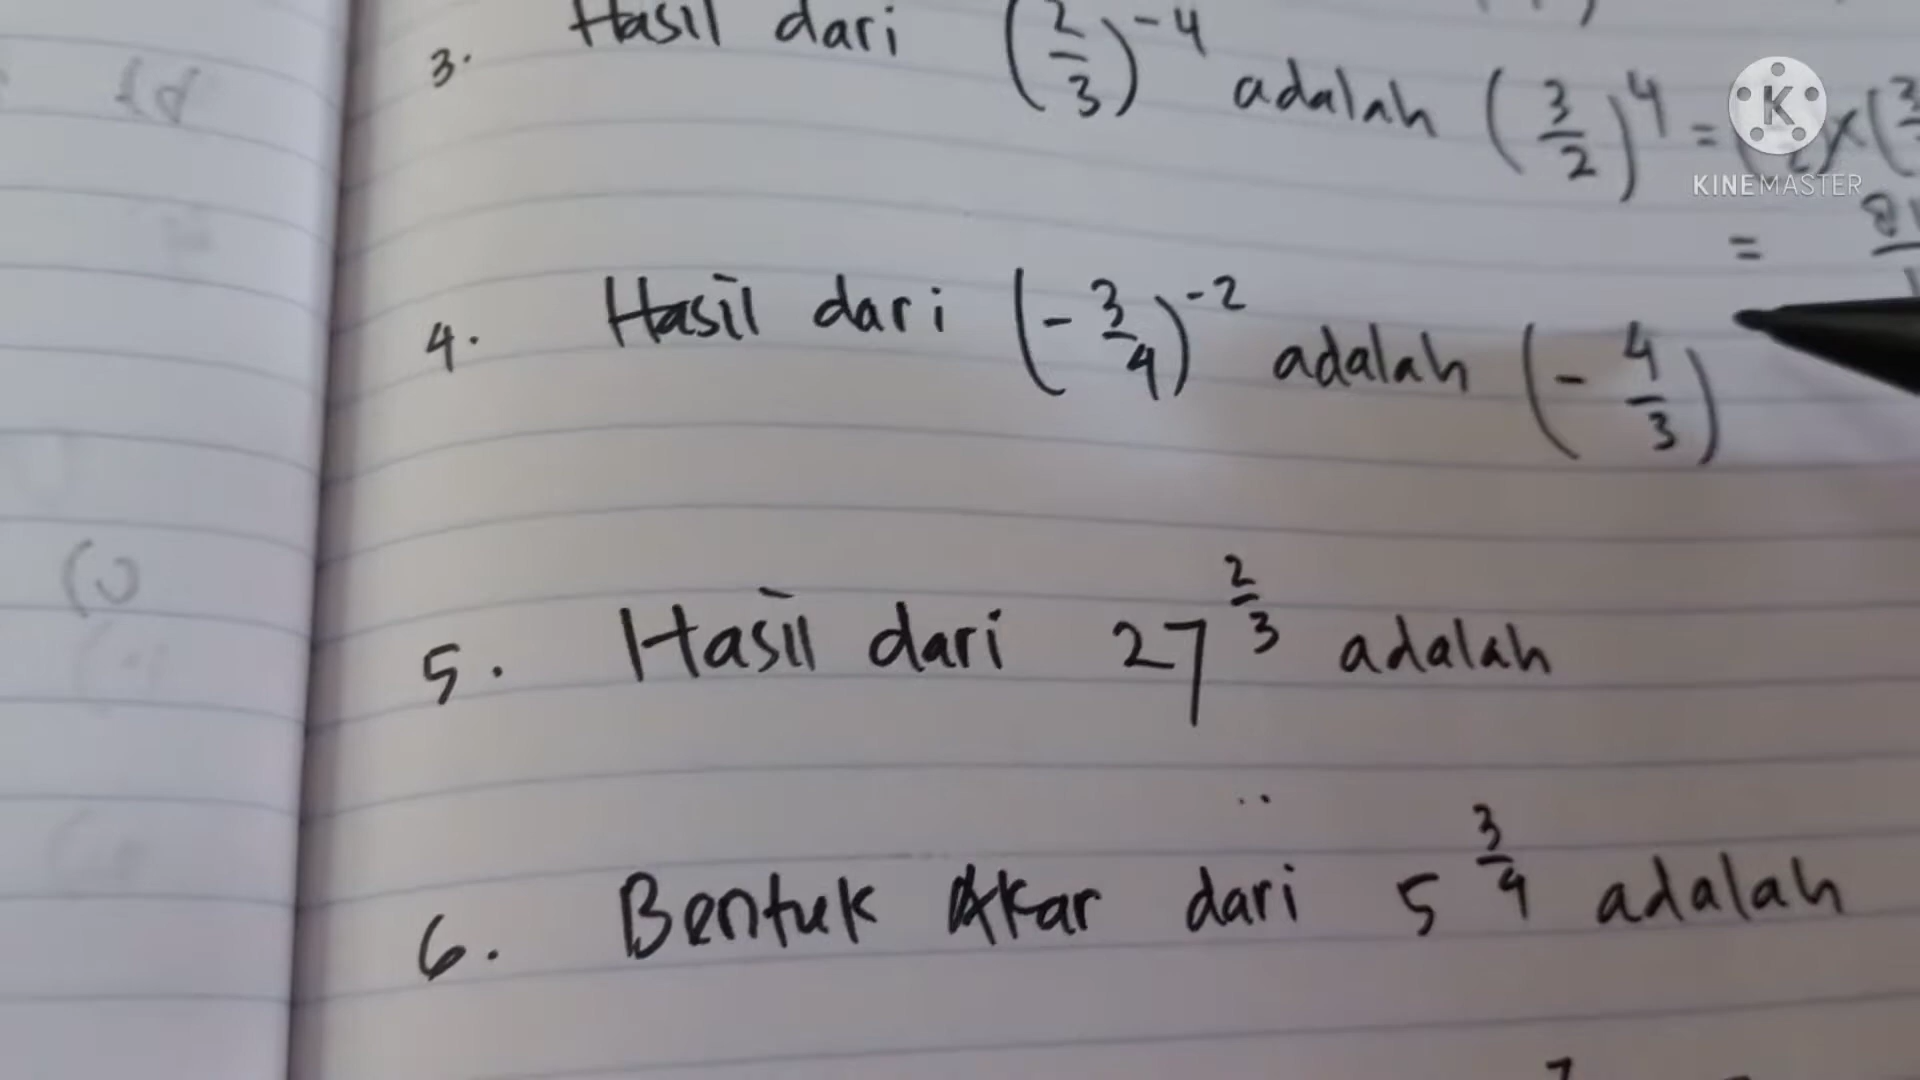 3. Hasil dari (2/3)^-4 adalah (3/2)^4 =
=
4. Hasil dari (-3/4)^-2 adalah (-4/3)
5. Hasil dari 27^2/3 adalah
6. Bentuk Akar dari 5^3/4 adalah
KINEMASTER